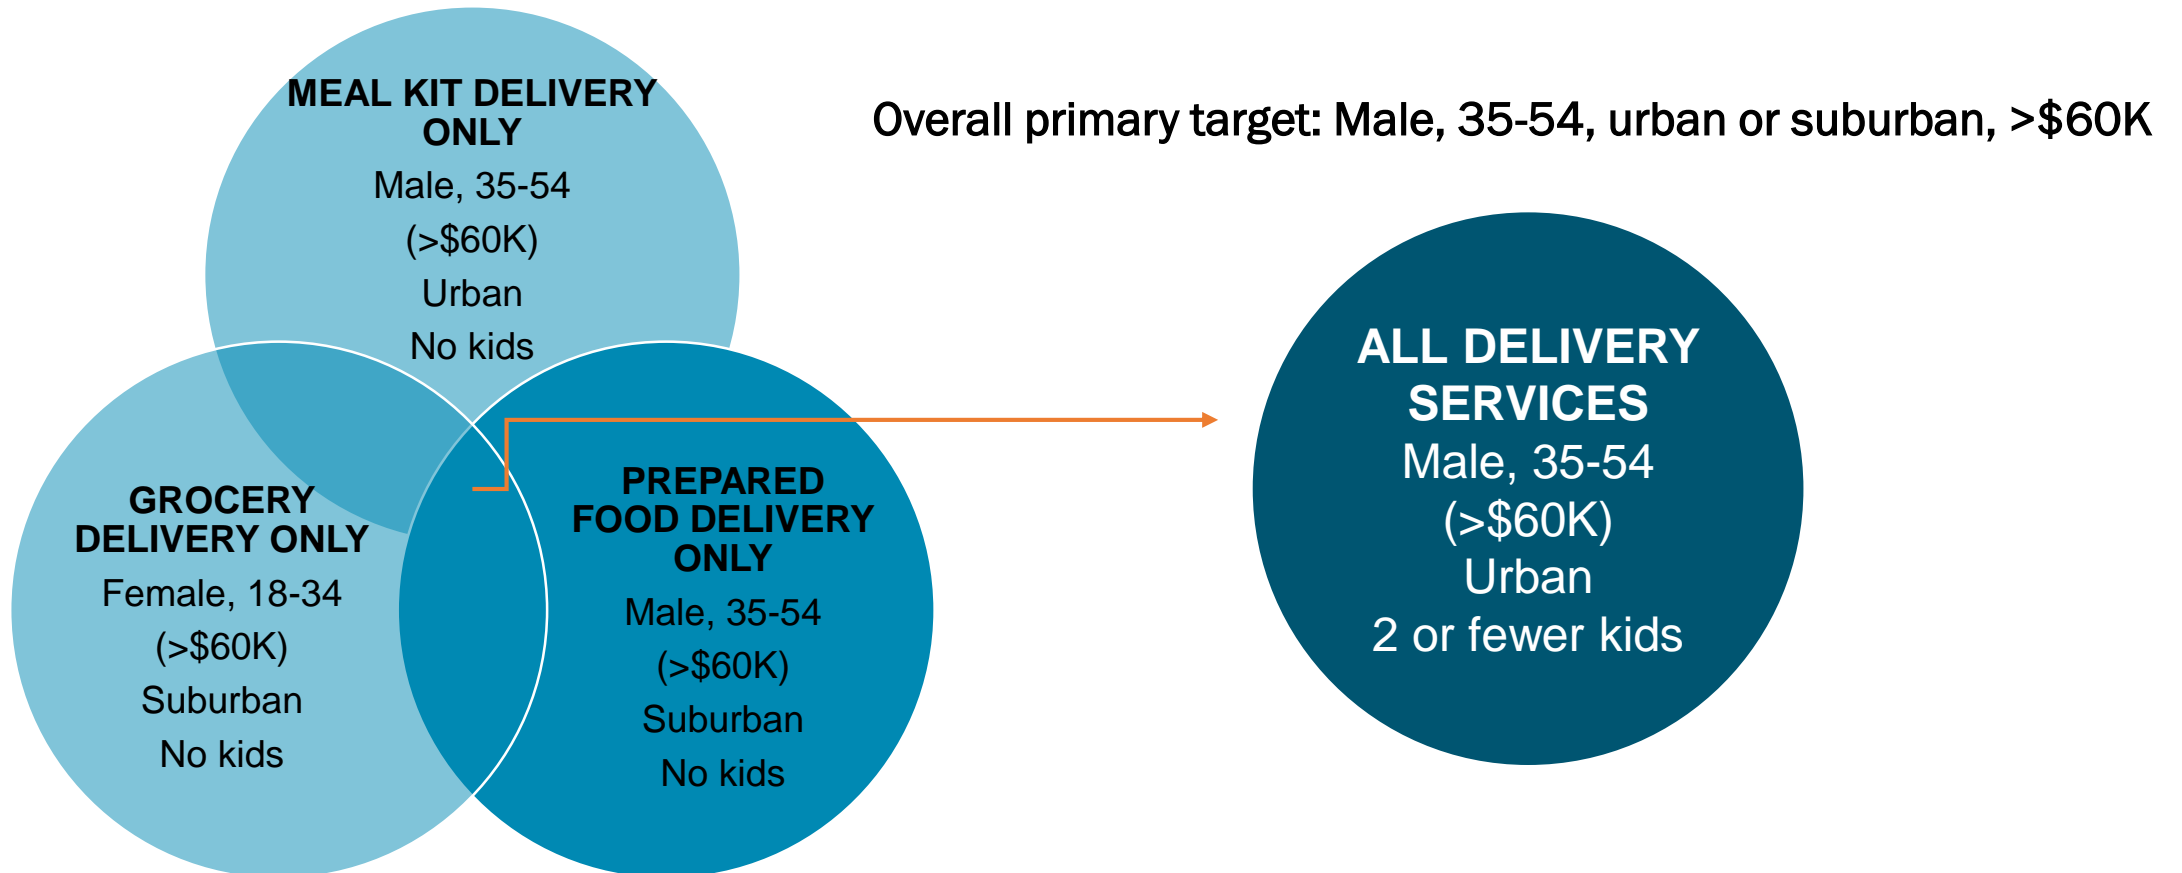 MEAL KIT DELIVERY
ONLY
Male, 35-54
(>$60K)
Urban
No kids
Overall primary target: Male, 35-54, urban or suburban, >$60K
GROCERY
DELIVERY ONLY
Female, 18-34
(>$60K)
Suburban
No kids
PREPARED
FOOD DELIVERY
ONLY
Male, 35-54
(>$60K)
Suburban
No kids
ALL DELIVERY
SERVICES
Male, 35-54
(>$60K)
Urban
2 or fewer kids